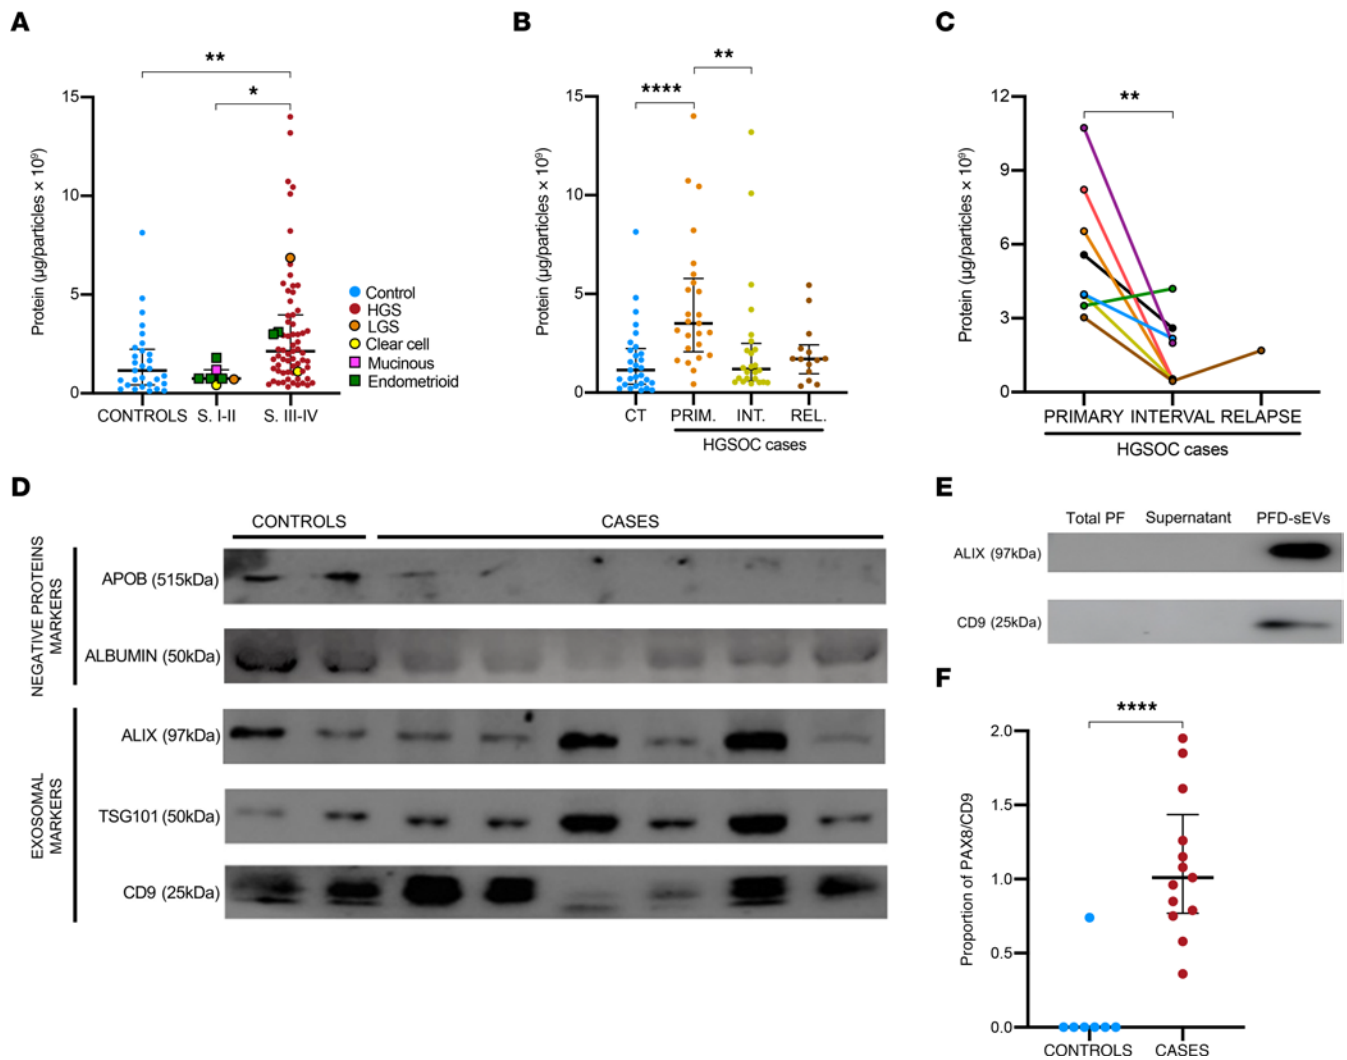 A
B
C
**
*
15
10
5
0
Protein (µg/particles × 10⁹)
CONTROLS
S. I-II
S. III-IV
Control
HGS
LGS
Clear cell
Mucinous
Endometrioid
****
**
15
10
5
0
Protein (µg/particles × 10⁹)
CT
PRIM.
INT.
REL.
HGSOC cases
**
12
9
6
3
0
Protein (µg/particles × 10⁹)
PRIMARY
INTERVAL
RELAPSE
HGSOC cases
D
CONTROLS
CASES
NEGATIVE PROTEINS
MARKERS
APOB (515kDa)
ALBUMIN (50kDa)
EXOSOMAL
MARKERS
ALIX (97kDa)
TSG101 (50kDa)
CD9 (25kDa)
E
Total PF
Supernatant
PFD-sEVs
ALIX (97kDa)
CD9 (25kDa)
F
****
2.0
1.5
1.0
0.5
0.0
Proportion of PAX8/CD9
CONTROLS
CASES